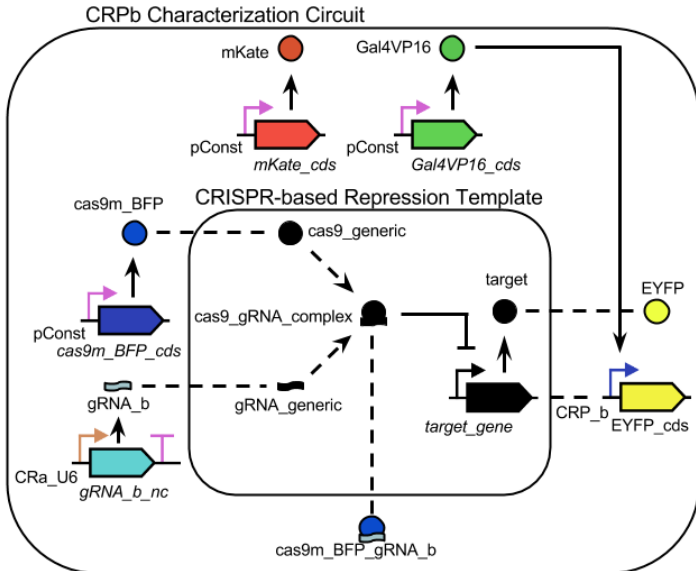 CRPb Characterization Circuit
mKate
Gal4VP16
pConst
mKate_cds
pConst
Gal4VP16_cds
CRISPR-based Repression Template
cas9m_BFP
cas9_generic
target
EYFP
pConst
cas9m_BFP_cds
cas9_gRNA_complex
gRNA_b
gRNA_generic
target_gene
CRP_b
EYFP_cds
CRa_U6
gRNA_b_nc
cas9m_BFP_gRNA_b